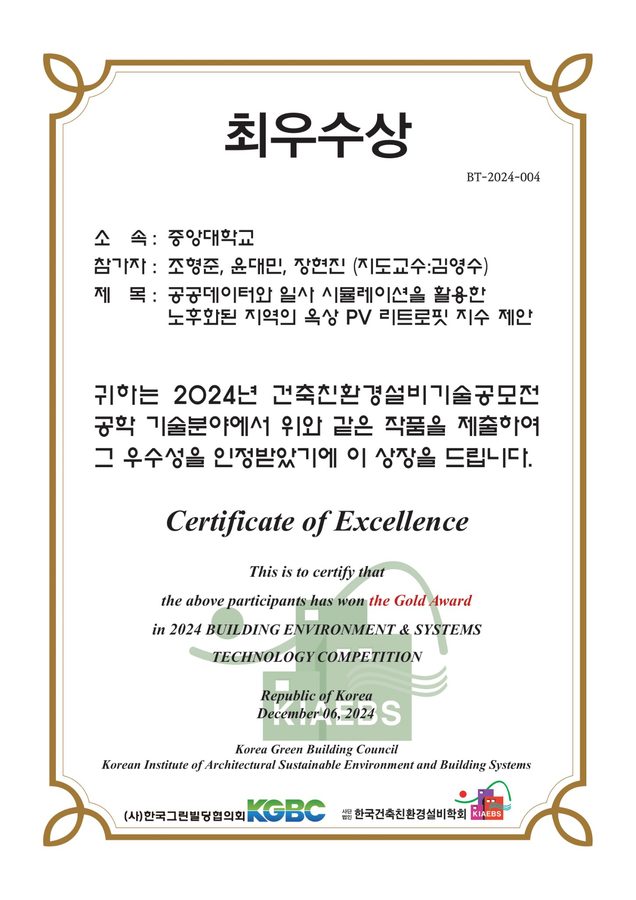 최우수상
BT-2024-004
소 속 : 중앙대학교
참가자 : 조형준, 윤대민, 장현진 (지도교수:김영수)
제 목 : 공공데이터와 일사 시뮬레이션을 활용한
노후화된 지역의 옥상 PV 리트로핏 지수 제안
귀하는 2024년 건축친환경설비기술공모전
공학 기술분야에서 위와 같은 작품을 제출하여
그 우수성을 인정받았기에 이 상장을 드립니다.
Certificate of Excellence
This is to certify that
the above participants has won the Gold Award
in 2024 BUILDING ENVIRONMENT & SYSTEMS
TECHNOLOGY COMPETITION
Republic of Korea
KIAEBS
December 06, 2024
Korea Green Building Council
Korean Institute of Architectural Sustainable Environment and Building Systems
(사)한국그린빌딩협의회 KGBC 사단법인 한국건축친환경설비학회 KIAEBS